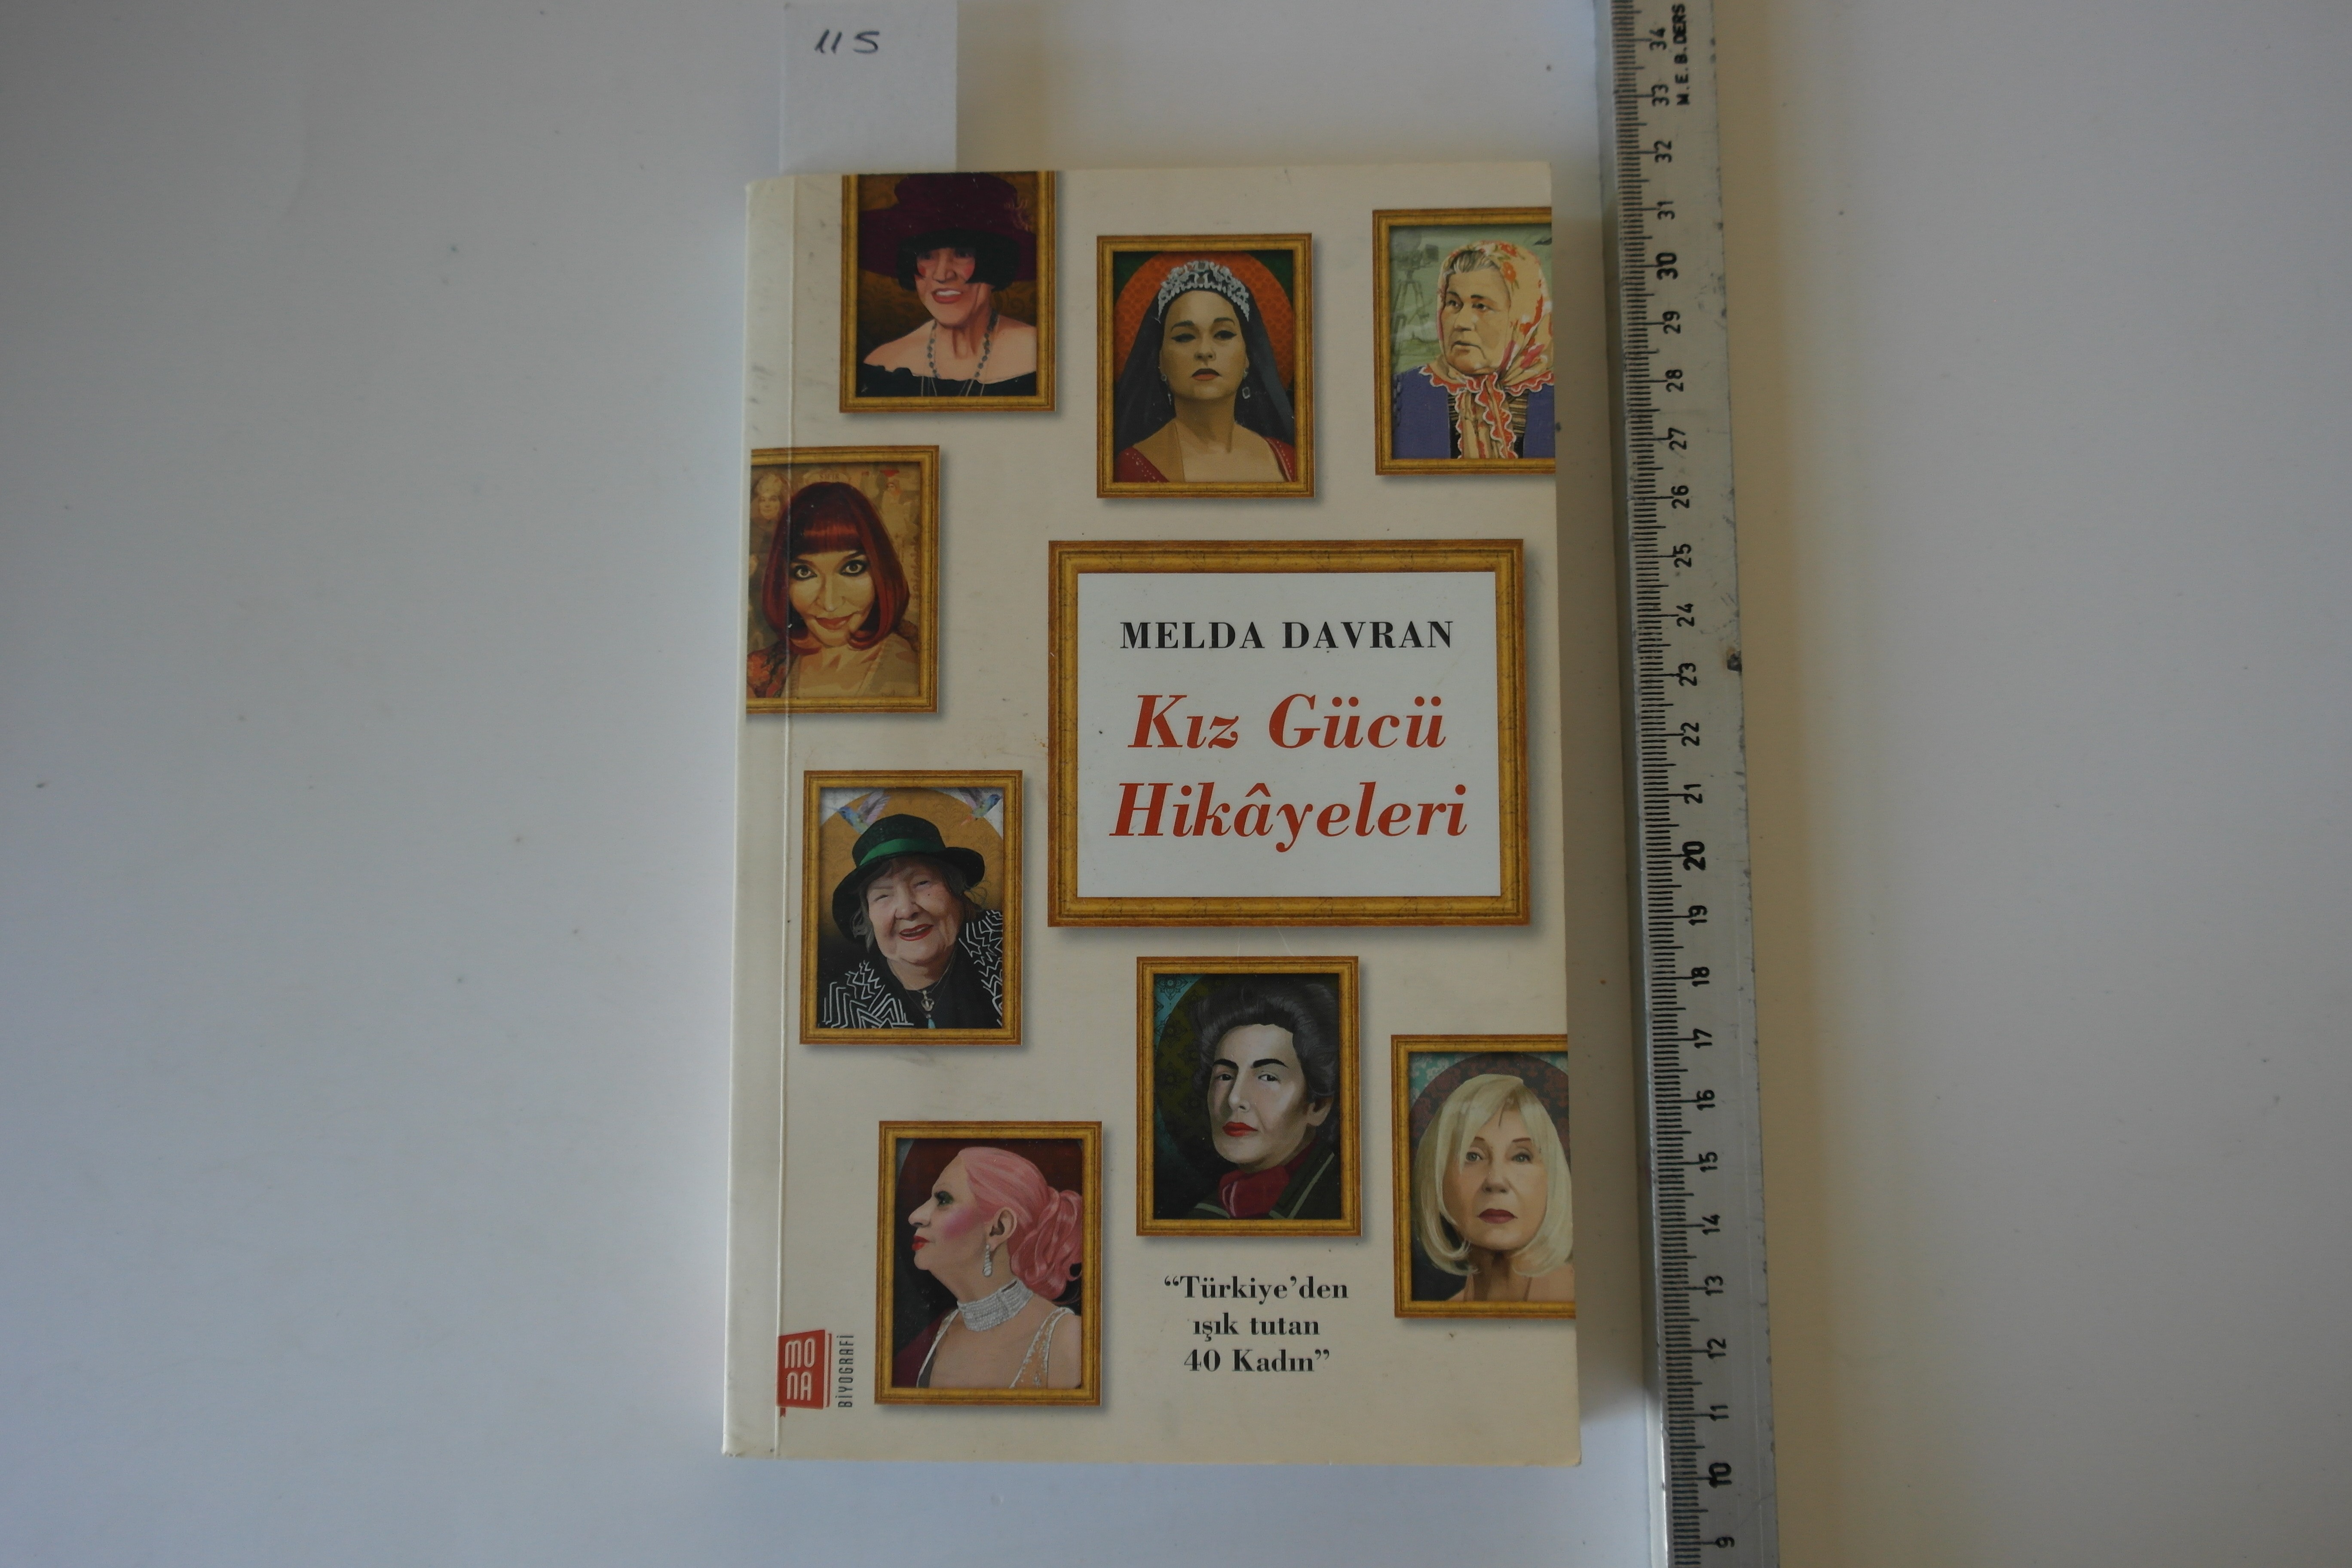 115
MELDA DAVRAN
Kız Gücü
Hikâyeleri
"Türkiye'den
ışık tutan
40 Kadın"
MO
NA
BİYOGRAFİ
M.E.B.DERS
34
33
32
31
30
29
28
27
26
25
24
23
22
21
20
19
18
17
16
15
14
13
12
11
10
9